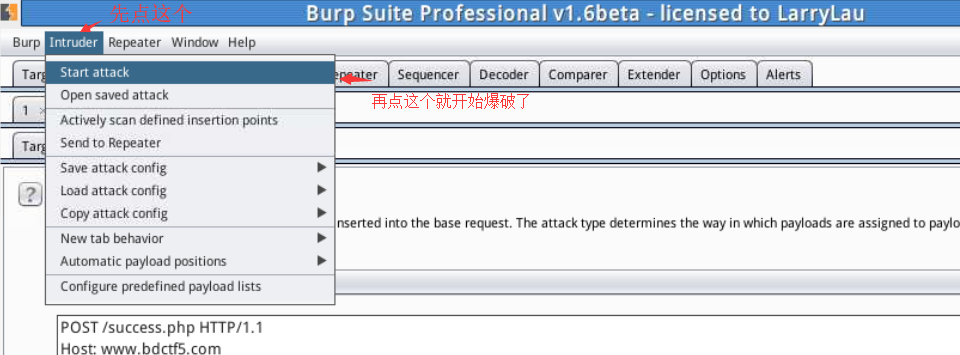 先点这个
Burp Suite Professional v1.6beta - licensed to LarryLau
Burp Intruder Repeater Window Help
Start attack
Targ epeater Sequencer Decoder Comparer Extender Options Alerts
再点这个就开始爆破了
Open saved attack
1 ×
Actively scan defined insertion points
Send to Repeater
Targ
Save attack config
Load attack config
?
Copy attack config
nserted into the base request. The attack type determines the way in which payloads are assigned to paylo
New tab behavior
Automatic payload positions
Configure predefined payload lists
POST /success.php HTTP/1.1
Host: www.bdctf5.com